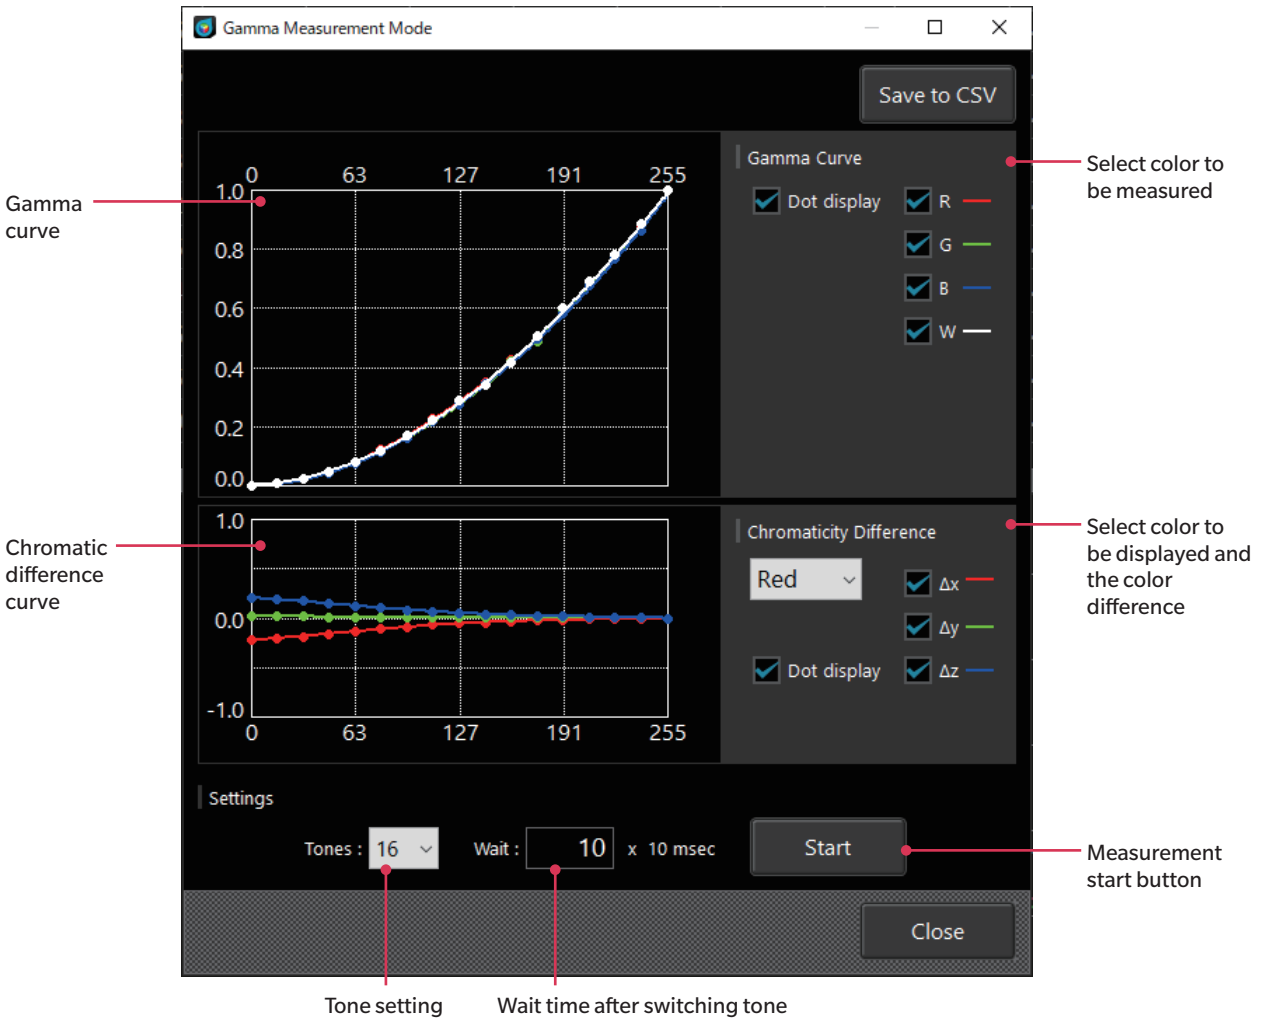 Gamma Measurement Mode
Save to CSV
Gamma
curve
0 63 127 191 255
1.0
0.8
0.6
0.4
0.2
0.0
Gamma Curve
Dot display
R
G
B
W
Select color to
be measured
Chromatic
difference
curve
1.0
0.0
-1.0
0 63 127 191 255
Chromaticity Difference
Red
Δx
Δy
Dot display
Δz
Select color to
be displayed and
the color
difference
Settings
Tones : 16
Wait : 10 x 10 msec
Start
Measurement
start button
Close
Tone setting
Wait time after switching tone